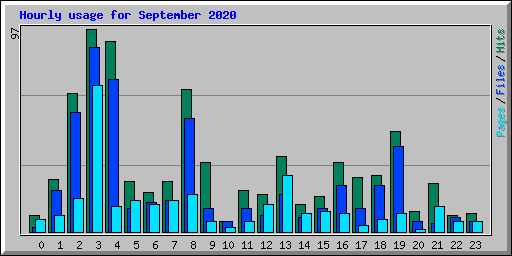 Hourly usage for September 2020
97
Pages / Files / Hits
0 1 2 3 4 5 6 7 8 9 10 11 12 13 14 15 16 17 18 19 20 21 22 23